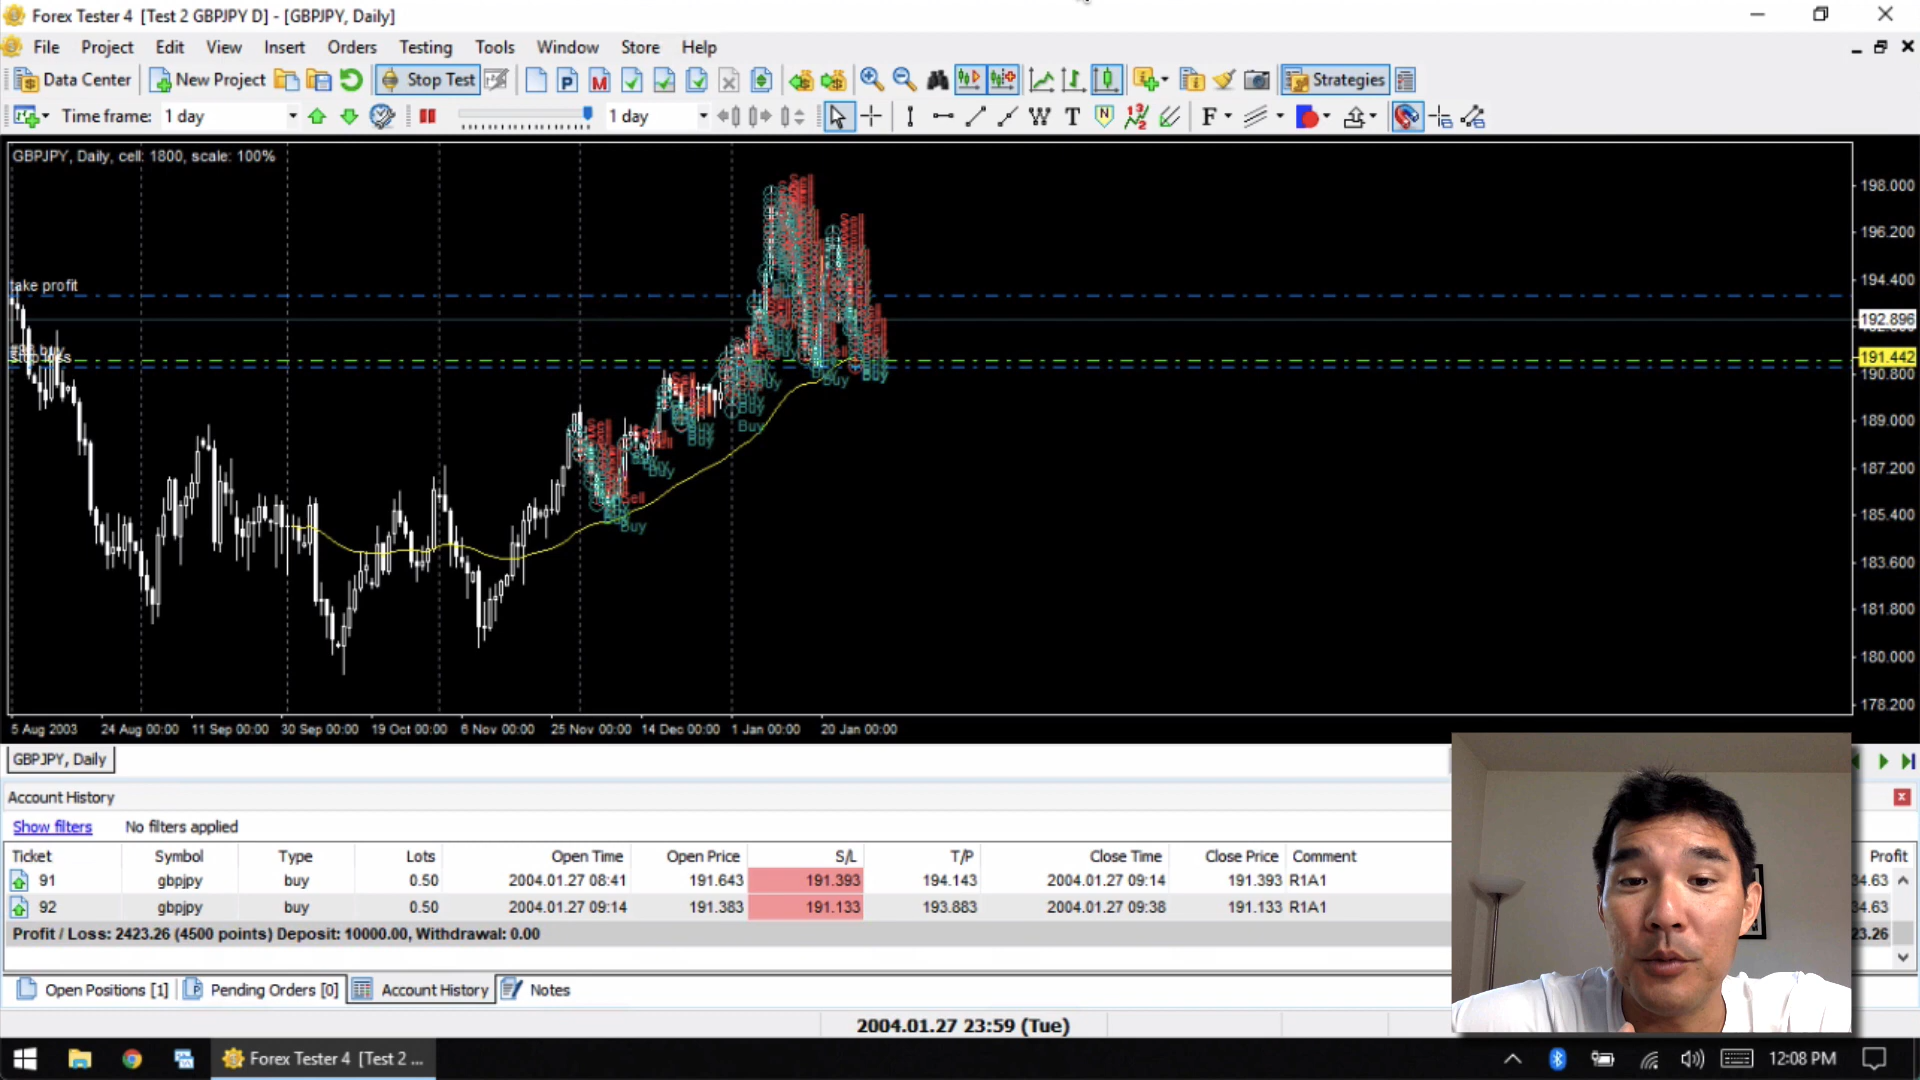 Forex Tester 4 [Test 2 GBPJPY D] - [GBPJPY, Daily]
File Project Edit View Insert Orders Testing Tools Window Store Help
Data Center New Project Stop Test Strategies
Time frame: 1 day 1 day
GBPJPY, Daily, cell: 1800, scale: 100%
198.000
196.200
194.400
192.896
191.442
190.800
189.000
187.200
185.400
183.600
181.800
180.000
178.200
take profit
stop loss
Buy
Buy
5 Aug 2003 24 Aug 00:00 11 Sep 00:00 30 Sep 00:00 19 Oct 00:00 6 Nov 00:00 25 Nov 00:00 14 Dec 00:00 1 Jan 00:00 20 Jan 00:00
GBPJPY, Daily
Account History
Show filters No filters applied
Ticket Symbol Type Lots Open Time Open Price S/L T/P Close Time Close Price Comment Profit
91 gbpjpy buy 0.50 2004.01.27 08:41 191.643 191.393 194.143 2004.01.27 09:14 191.393 R1A1 34.63
92 gbpjpy buy 0.50 2004.01.27 09:14 191.383 191.133 193.883 2004.01.27 09:38 191.133 R1A1 34.63
Profit / Loss: 2423.26 (4500 points) Deposit: 10000.00, Withdrawal: 0.00 23.26
Open Positions [1] Pending Orders [0] Account History Notes
2004.01.27 23:59 (Tue)
Forex Tester 4 [Test 2 ... 12:08 PM